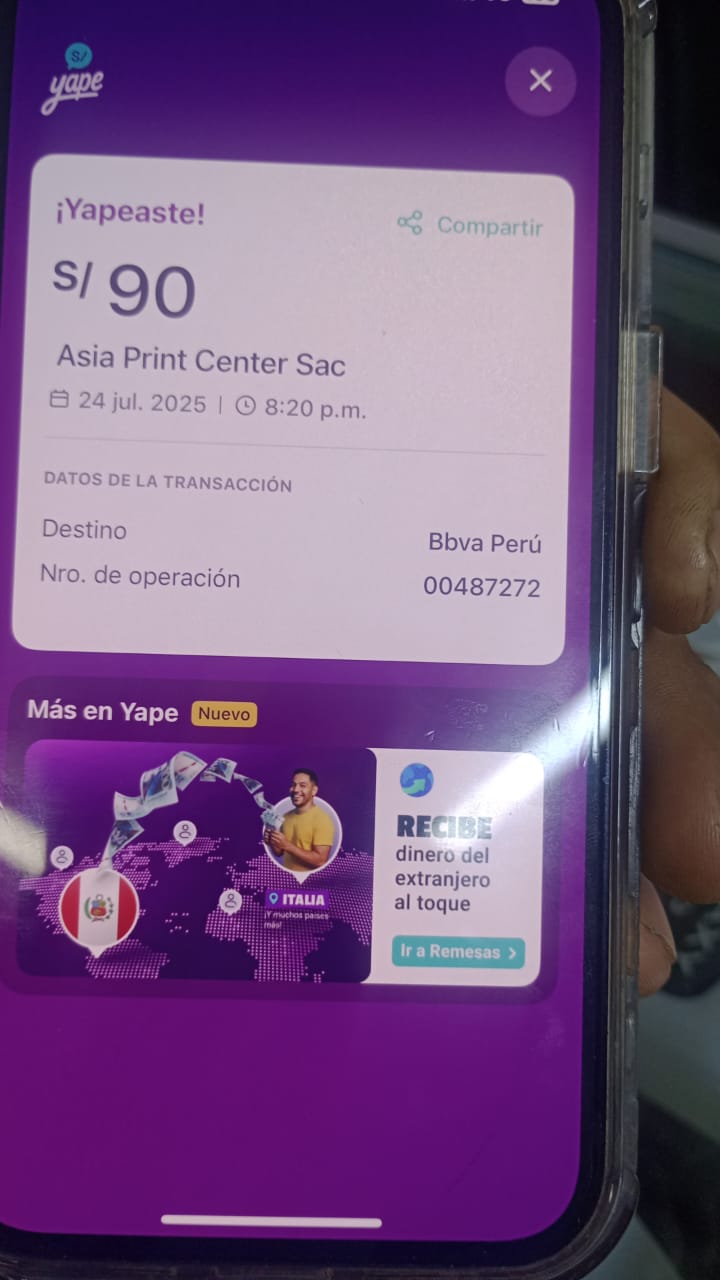 S/
yape
¡Yapeaste!
Compartir
S/ 90
Asia Print Center Sac
24 jul. 2025 | 8:20 p.m.
DATOS DE LA TRANSACCIÓN
Destino Bbva Perú
Nro. de operación 00487272
Más en Yape Nuevo
ITALIA
¡Y muchos países
más!
RECIBE
dinero del
extranjero
al toque
Ir a Remesas >